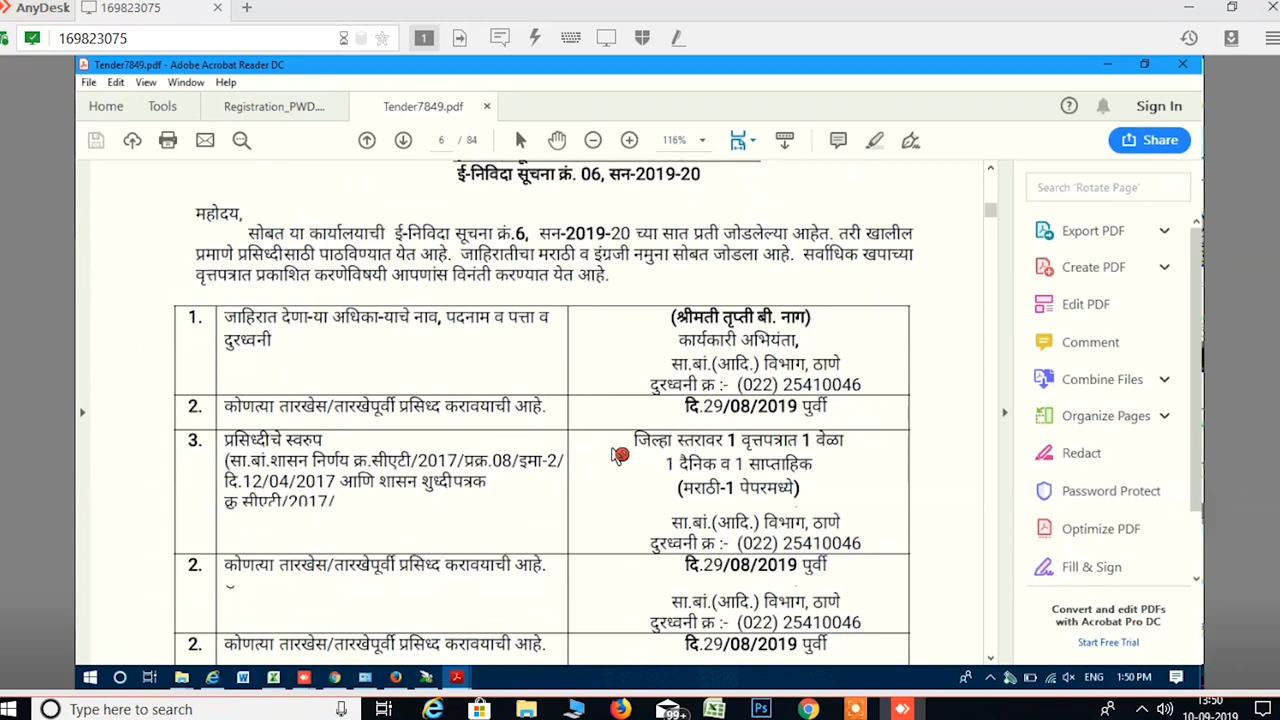 AnyDesk
169823075
169823075
1
Tender7849.pdf - Adobe Acrobat Reader DC
File Edit View Window Help
Home Tools Registration_PWD.... Tender7849.pdf × Sign In
6 / 84 116% Share
ई-निविदा सूचना क्रं. 06, सन-2019-20
महोदय,
सोबत या कार्यालयाची ई-निविदा सूचना क्रं.6, सन-2019-20 च्या सात प्रती जोडलेल्या आहेत. तरी खालील
प्रमाणे प्रसिध्दीसाठी पाठविण्यात येत आहे. जाहिरातीचा मराठी व इंग्रजी नमुना सोबत जोडला आहे. सर्वाधिक खपाच्या
वृत्तपत्रात प्रकाशित करणेविषयी आपणांस विनंती करण्यात येत आहे.
1. जाहिरात देणा-या अधिका-याचे नाव, पदनाम व पत्ता व
दुरध्वनी
(श्रीमती तृप्ती बी. नाग)
कार्यकारी अभियंता,
सा.बां.(आदि.) विभाग, ठाणे
दुरध्वनी क्र :- (022) 25410046
2. कोणत्या तारखेस/तारखेपूर्वी प्रसिध्द करावयाची आहे. दि.29/08/2019 पुर्वी
3. प्रसिध्दीचे स्वरुप
(सा.बां.शासन निर्णय क्र.सीएटी/2017/प्रक्र.08/इमा-2/
दि.12/04/2017 आणि शासन शुध्दीपत्रक
क्र सीएटी/2017/
जिल्हा स्तरावर 1 वृत्तपत्रात 1 वेळा
1 दैनिक व 1 साप्ताहिक
(मराठी-1 पेपरमध्ये)
सा.बां.(आदि.) विभाग, ठाणे
दुरध्वनी क्र :- (022) 25410046
2. कोणत्या तारखेस/तारखेपूर्वी प्रसिध्द करावयाची आहे. दि.29/08/2019 पुर्वी
सा.बां.(आदि.) विभाग, ठाणे
दुरध्वनी क्र :- (022) 25410046
2. कोणत्या तारखेस/तारखेपूर्वी प्रसिध्द करावयाची आहे. दि.29/08/2019 पुर्वी
Search 'Rotate Page'
Export PDF
Create PDF
Edit PDF
Comment
Combine Files
Organize Pages
Redact
Password Protect
Optimize PDF
Fill & Sign
Convert and edit PDFs
with Acrobat Pro DC
Start Free Trial
ENG 1:50 PM
Type here to search
99+
13:50
10-09-2019